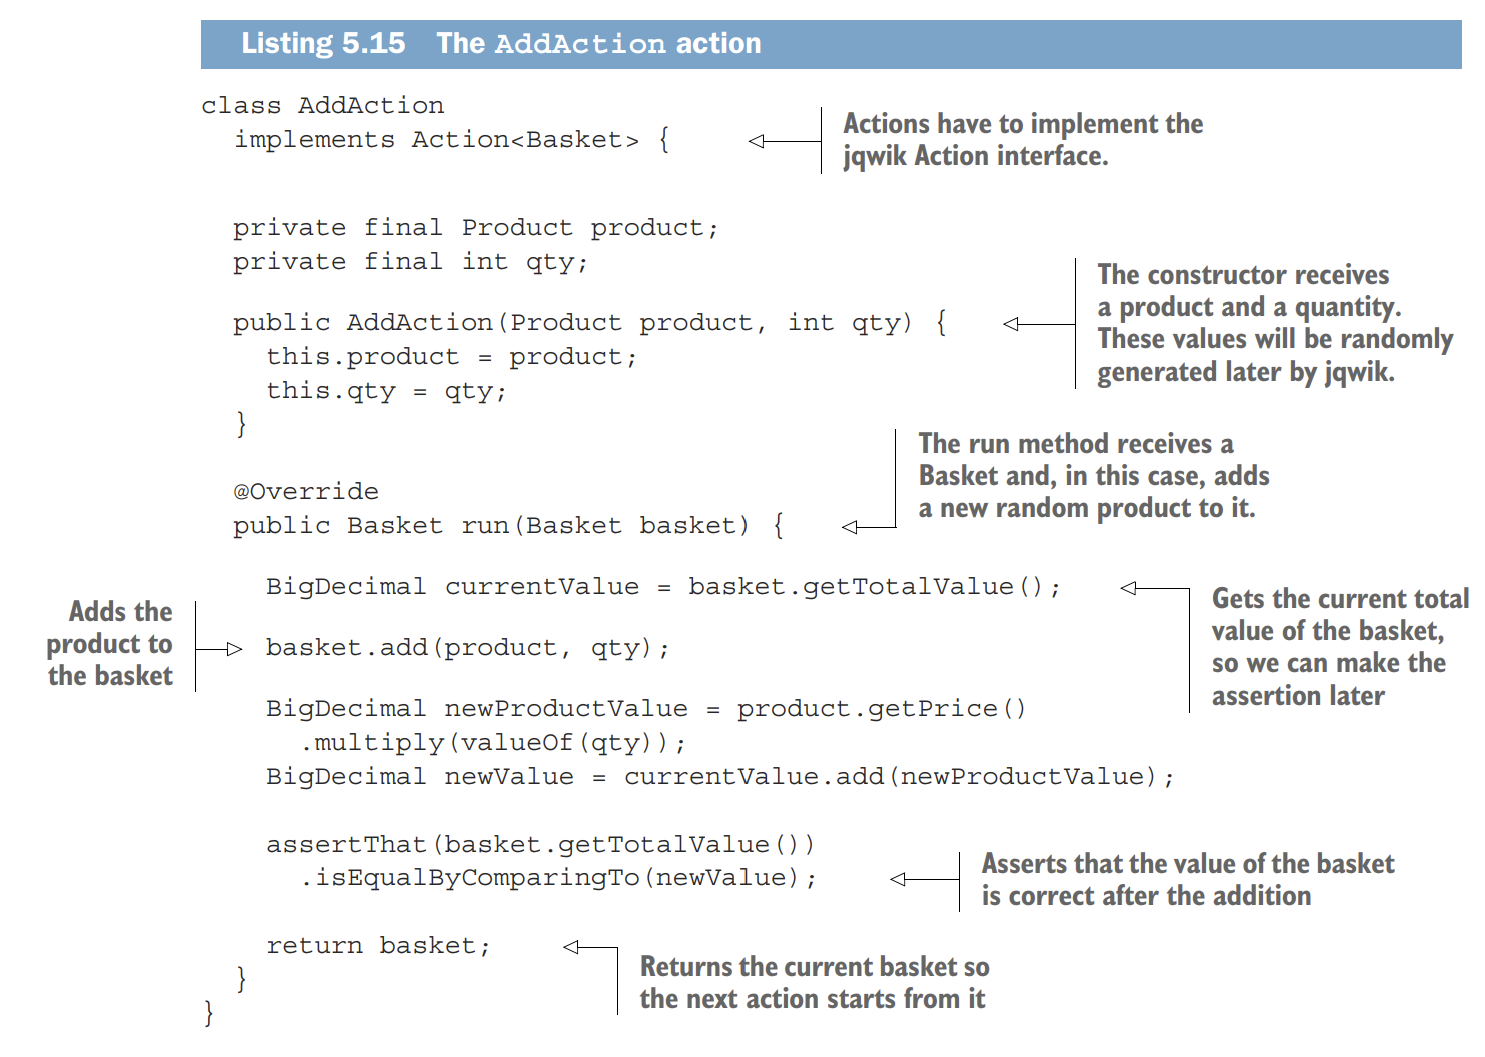 Listing 5.15 The AddAction action
class AddAction
implements Action<Basket> {
Actions have to implement the
jqwik Action interface.
private final Product product;
private final int qty;
public AddAction(Product product, int qty) {
this.product = product;
this.qty = qty;
}
The constructor receives
a product and a quantity.
These values will be randomly
generated later by jqwik.
@Override
public Basket run(Basket basket) {
The run method receives a
Basket and, in this case, adds
a new random product to it.
BigDecimal currentValue = basket.getTotalValue();
Gets the current total
value of the basket,
so we can make the
assertion later
basket.add(product, qty);
Adds the
product to
the basket
BigDecimal newProductValue = product.getPrice()
.multiply(valueOf(qty));
BigDecimal newValue = currentValue.add(newProductValue);
assertThat(basket.getTotalValue())
.isEqualByComparingTo(newValue);
Asserts that the value of the basket
is correct after the addition
return basket;
Returns the current basket so
the next action starts from it
}
}